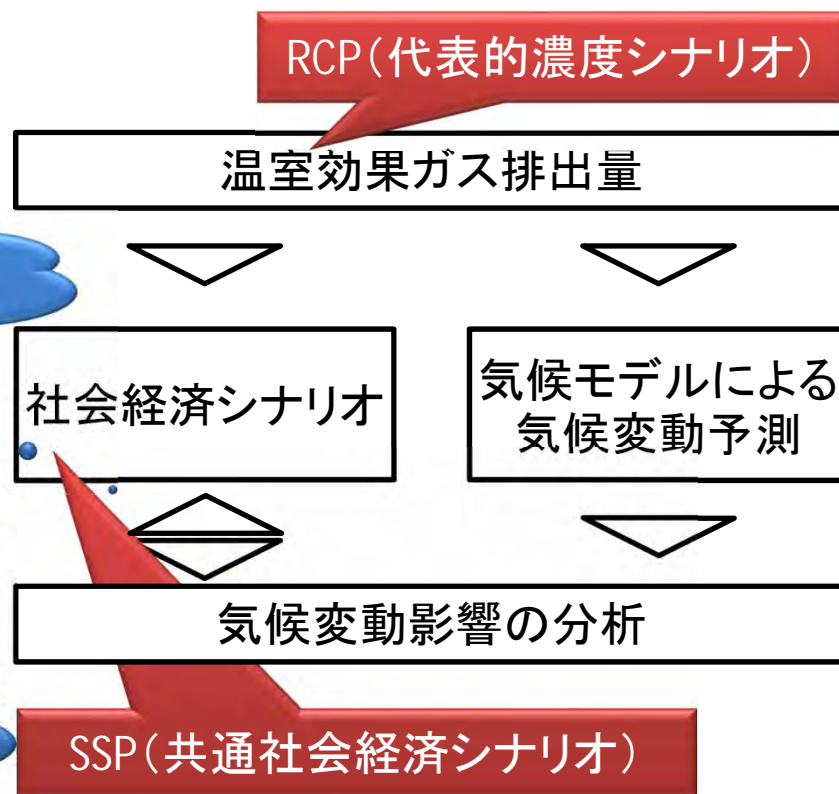 RCP(代表的濃度シナリオ)
温室効果ガス排出量
社会経済シナリオ
気候モデルによる
気候変動予測
気候変動影響の分析
SSP(共通社会経済シナリオ)